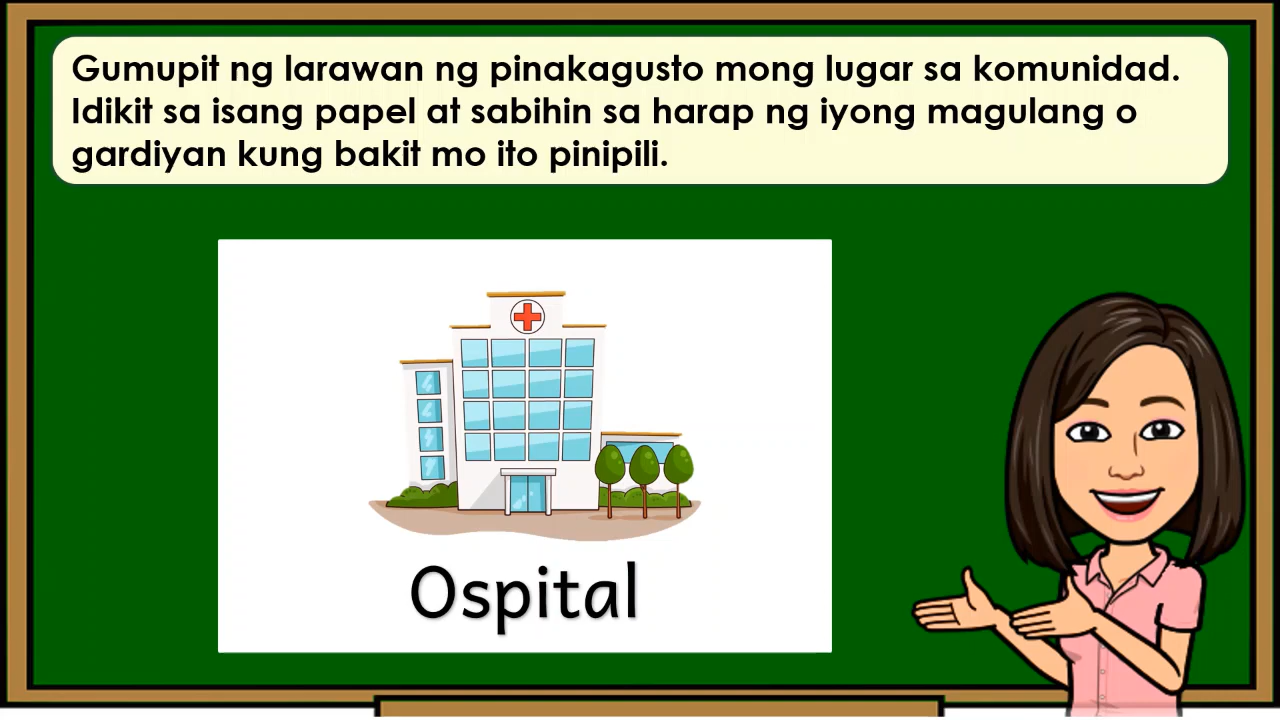 Gumupit ng larawan ng pinakagusto mong lugar sa komunidad.
Idikit sa isang papel at sabihin sa harap ng iyong magulang o
gardiyan kung bakit mo ito pinipili.
Ospital